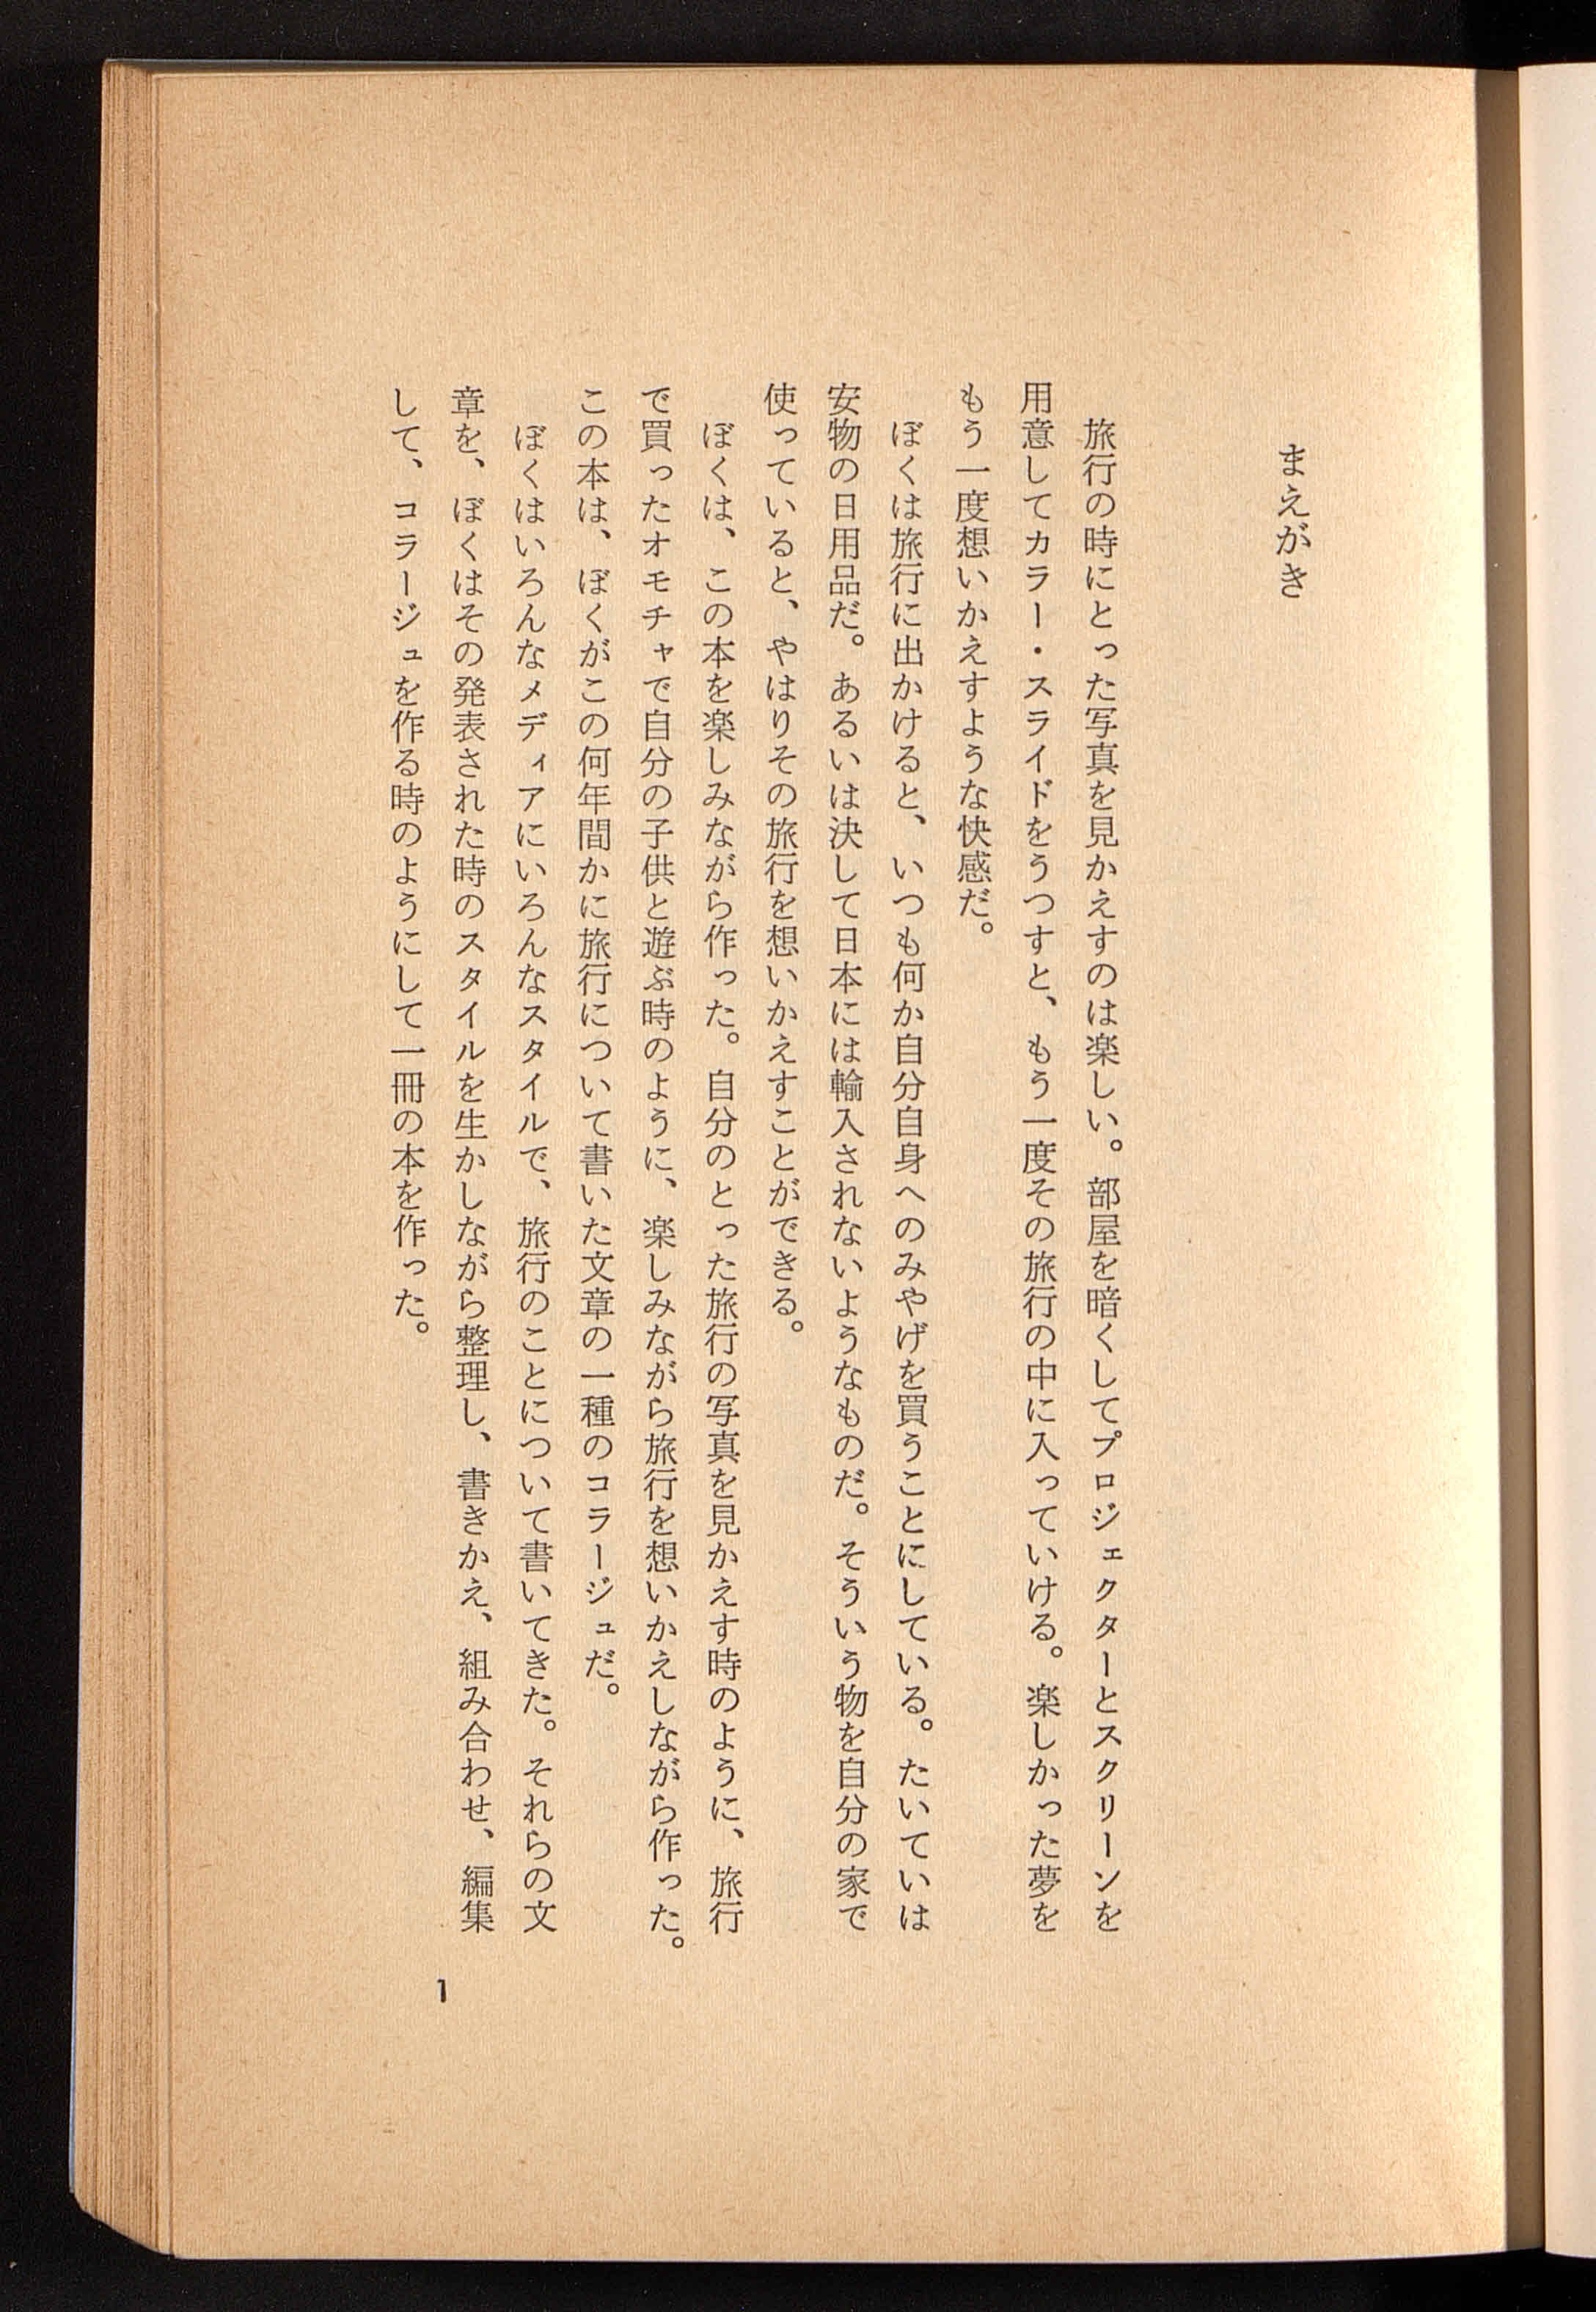 まえがき
旅行の時にとった写真を見かえすのは楽しい。部屋を暗くしてプロジェクターとスクリーンを
用意してカラー・スライドをうつすと、もう一度その旅行の中に入っていける。楽しかった夢を
もう一度想いかえすような快感だ。
ぼくは旅行に出かけると、いつも何か自分自身へのみやげを買うことにしている。たいていは
安物の日用品だ。あるいは決して日本には輸入されないようなものだ。そういう物を自分の家で
使っていると、やはりその旅行を想いかえすことができる。
ぼくは、この本を楽しみながら作った。自分のとった旅行の写真を見かえす時のように、旅行
で買ったオモチャで自分の子供と遊ぶ時のように、楽しみながら旅行を想いかえしながら作った。
この本は、ぼくがこの何年間かに旅行について書いた文章の一種のコラージュだ。
ぼくはいろんなメディアにいろんなスタイルで、旅行のことについて書いてきた。それらの文
章を、ぼくはその発表された時のスタイルを生かしながら整理し、書きかえ、組み合わせ、編集
して、コラージュを作る時のようにして一冊の本を作った。
1